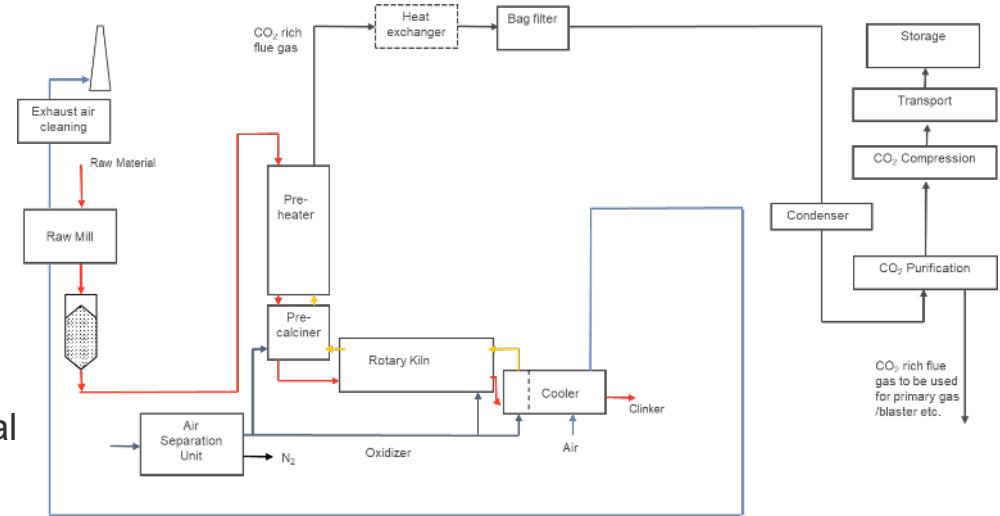 Heat
exchanger
Bag filter
CO₂ rich
flue gas
Storage
Transport
CO₂ Compression
Exhaust air
cleaning
Raw Material
Raw Mill
Pre-
heater
Condenser
CO₂ Purification
Pre-
calciner
Rotary Kiln
Cooler
Clinker
CO₂ rich flue
gas to be used
for primary gas
/blaster etc.
al
Air
Separation
Unit
N₂
Oxidizer
Air